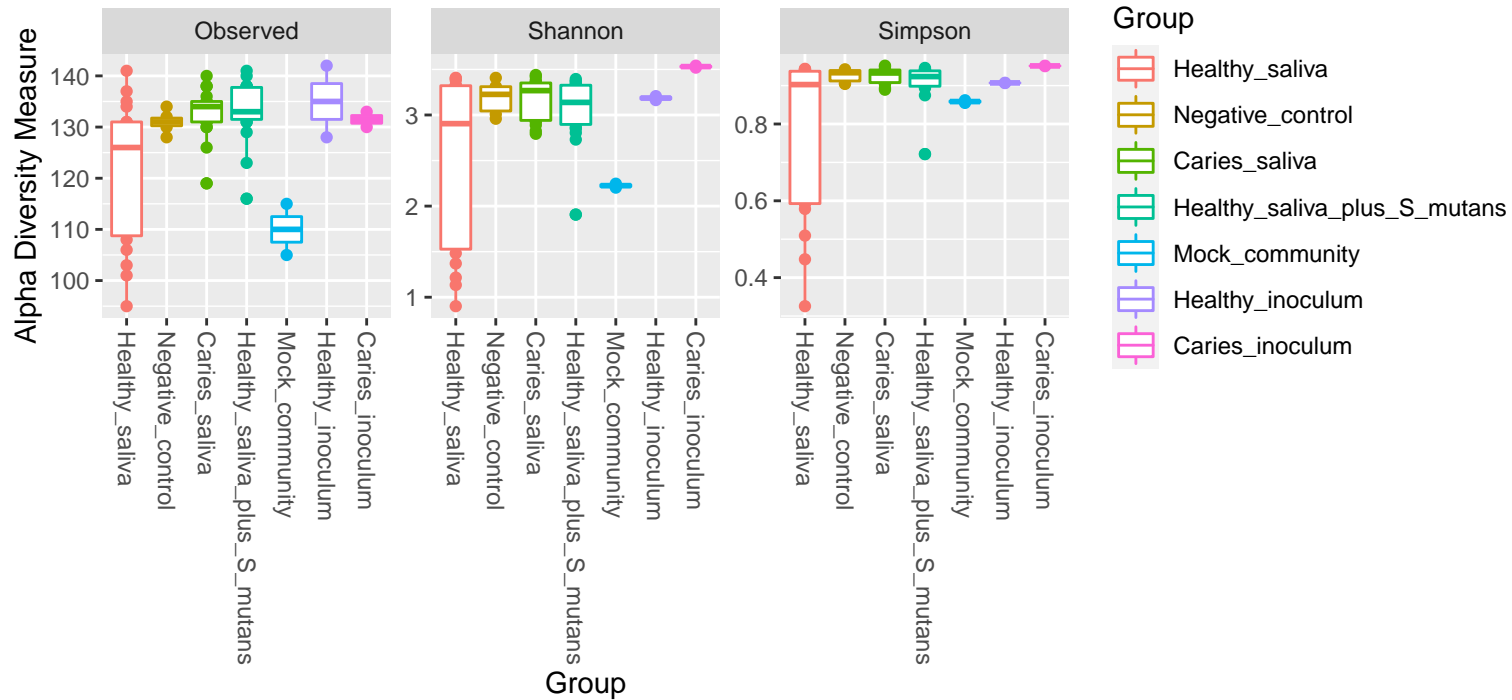 Observed
Shannon
Simpson
Alpha Diversity Measure
140
130
120
110
100
3
2
1
0.8
0.6
0.4
Healthy_saliva
Negative_control
Caries_saliva
Healthy_saliva_plus_S_mutans
Mock_community
Healthy_inoculum
Caries_inoculum
Healthy_saliva
Negative_control
Caries_saliva
Healthy_saliva_plus_S_mutans
Mock_community
Healthy_inoculum
Caries_inoculum
Healthy_saliva
Negative_control
Caries_saliva
Healthy_saliva_plus_S_mutans
Mock_community
Healthy_inoculum
Caries_inoculum
Group
Group
Healthy_saliva
Negative_control
Caries_saliva
Healthy_saliva_plus_S_mutans
Mock_community
Healthy_inoculum
Caries_inoculum